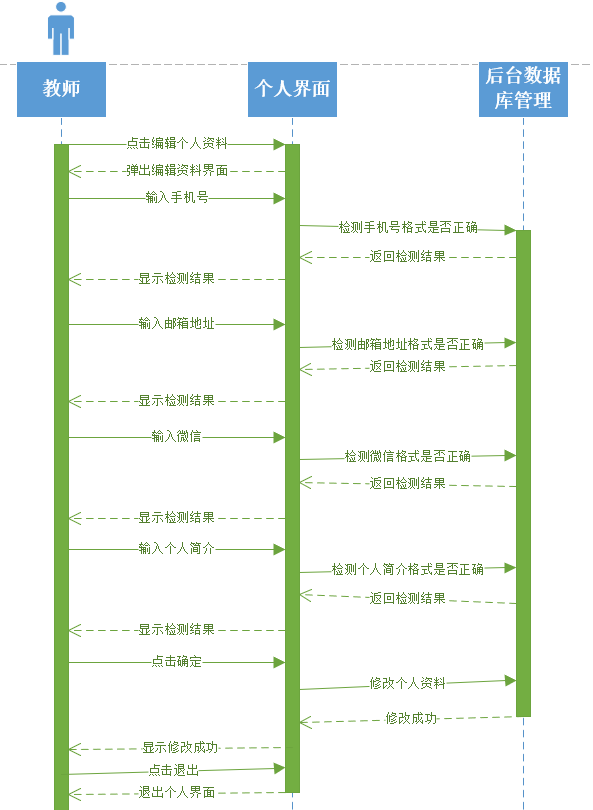 教师
个人界面
后台数据
库管理
点击编辑个人资料
弹出编辑资料界面
输入手机号
检测手机号格式是否正确
返回检测结果
显示检测结果
输入邮箱地址
检测邮箱地址格式是否正确
返回检测结果
显示检测结果
输入微信
检测微信格式是否正确
返回检测结果
显示检测结果
输入个人简介
检测个人简介格式是否正确
返回检测结果
显示检测结果
点击确定
修改个人资料
修改成功
显示修改成功
点击退出
退出个人界面